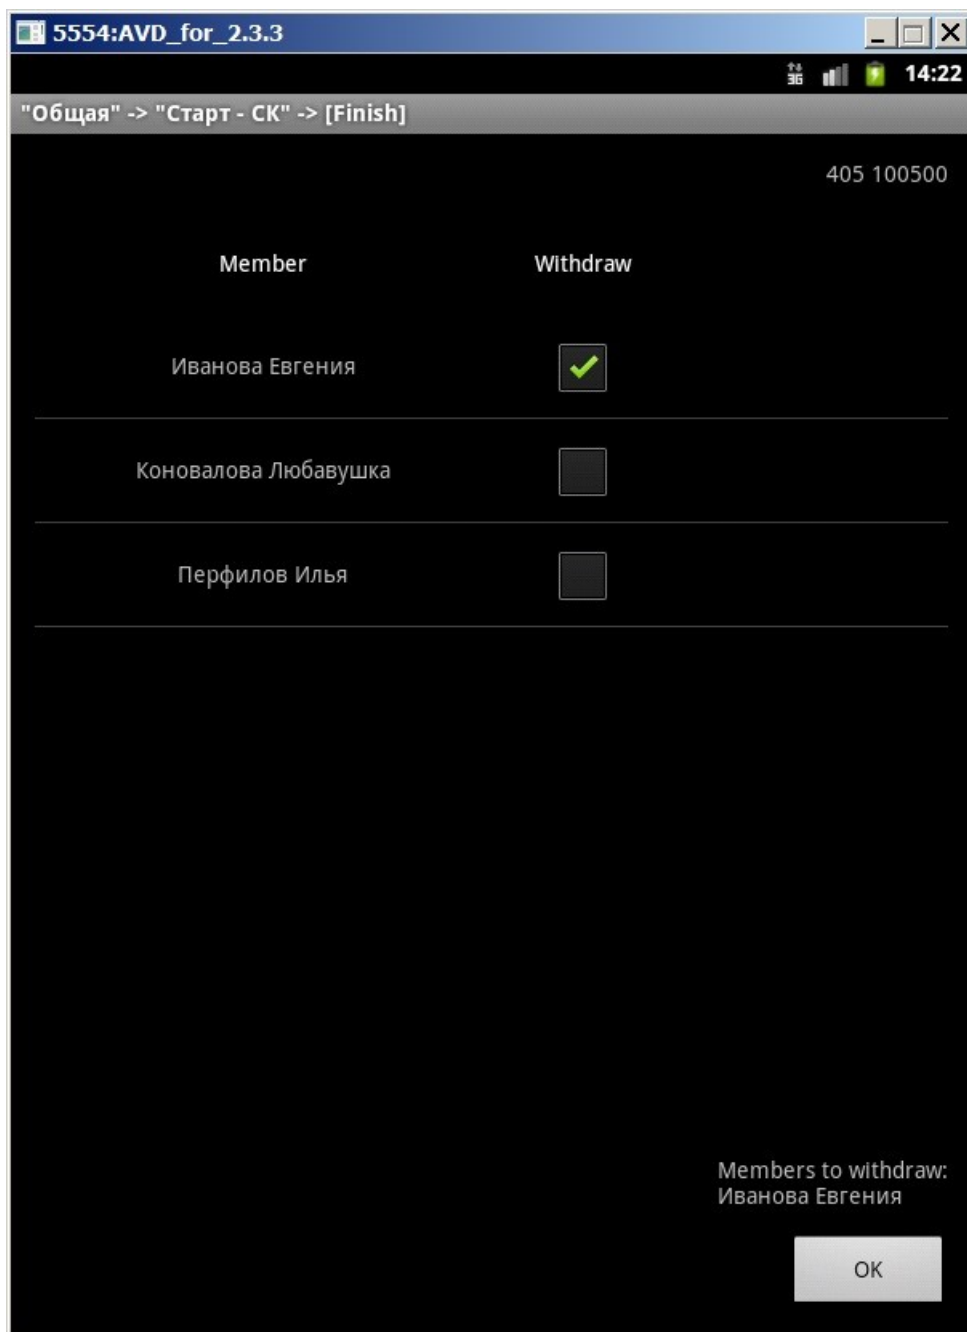 5554:AVD_for_2.3.3
3G 14:22
"Общая" -> "Старт - СК" -> [Finish]
405 100500
Member Withdraw
Иванова Евгения
Коновалова Любавушка
Перфилов Илья
Members to withdraw:
Иванова Евгения
OK